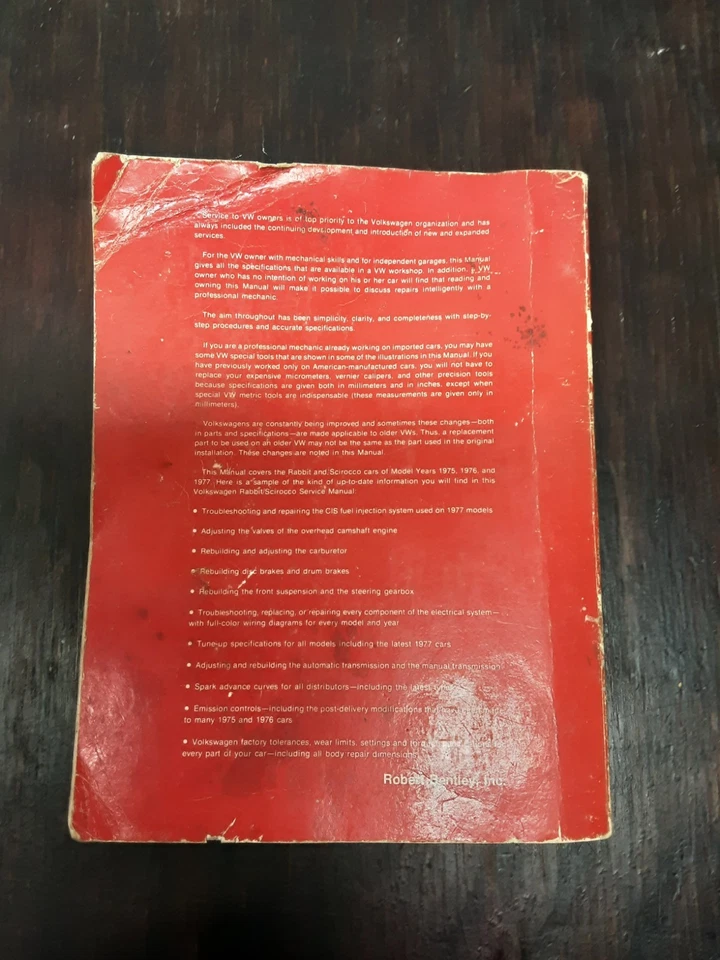 Service to VW owners is of top priority to the Volkswagen organization and has
always included the continuing development and introduction of new and expanded
services.
For the VW owner with mechanical skills and for independent garages, this Manual
gives all the specifications that are available in a VW workshop. In addition, a VW
owner who has no intention of working on his or her car will find that reading and
owning this Manual will make it possible to discuss repairs intelligently with a
professional mechanic.
The aim throughout has been simplicity, clarity, and completeness with step-by-
step procedures and accurate specifications.
If you are a professional mechanic already working on imported cars, you may have
some VW special tools that are shown in some of the illustrations in this Manual. If you
have previously worked only on American-manufactured cars, you will not have to
replace your expensive micrometers, vernier calipers, and other precision tools
because specifications are given both in millimeters and in inches, except when
special VW metric tools are indispensable (these measurements are given only in
millimeters).
Volkswagens are constantly being improved and sometimes these changes—both
in parts and specifications—are made applicable to older VWs. Thus, a replacement
part to be used on an older VW may not be the same as the part used in the original
installation. These changes are noted in this Manual.
This Manual covers the Rabbit and Scirocco cars of Model Years 1975, 1976, and
1977. Here is a sample of the kind of up-to-date information you will find in this
Volkswagen Rabbit/Scirocco Service Manual:
• Troubleshooting and repairing the CIS fuel injection system used on 1977 models
• Adjusting the valves of the overhead camshaft engine
• Rebuilding and adjusting the carburetor
• Rebuilding disc brakes and drum brakes
• Rebuilding the front suspension and the steering gearbox
• Troubleshooting, replacing, or repairing every component of the electrical system—
with full-color wiring diagrams for every model and year
• Tune-up specifications for all models including the latest 1977 cars
• Adjusting and rebuilding the automatic transmission and the manual transmission
• Spark advance curves for all distributors—including the latest
• Emission controls—including the post-delivery modifications that made
to many 1975 and 1976 cars
• Volkswagen factory tolerances, wear limits, settings and
every part of your car—including all body repair dimensions
Robert Bentley, Inc.